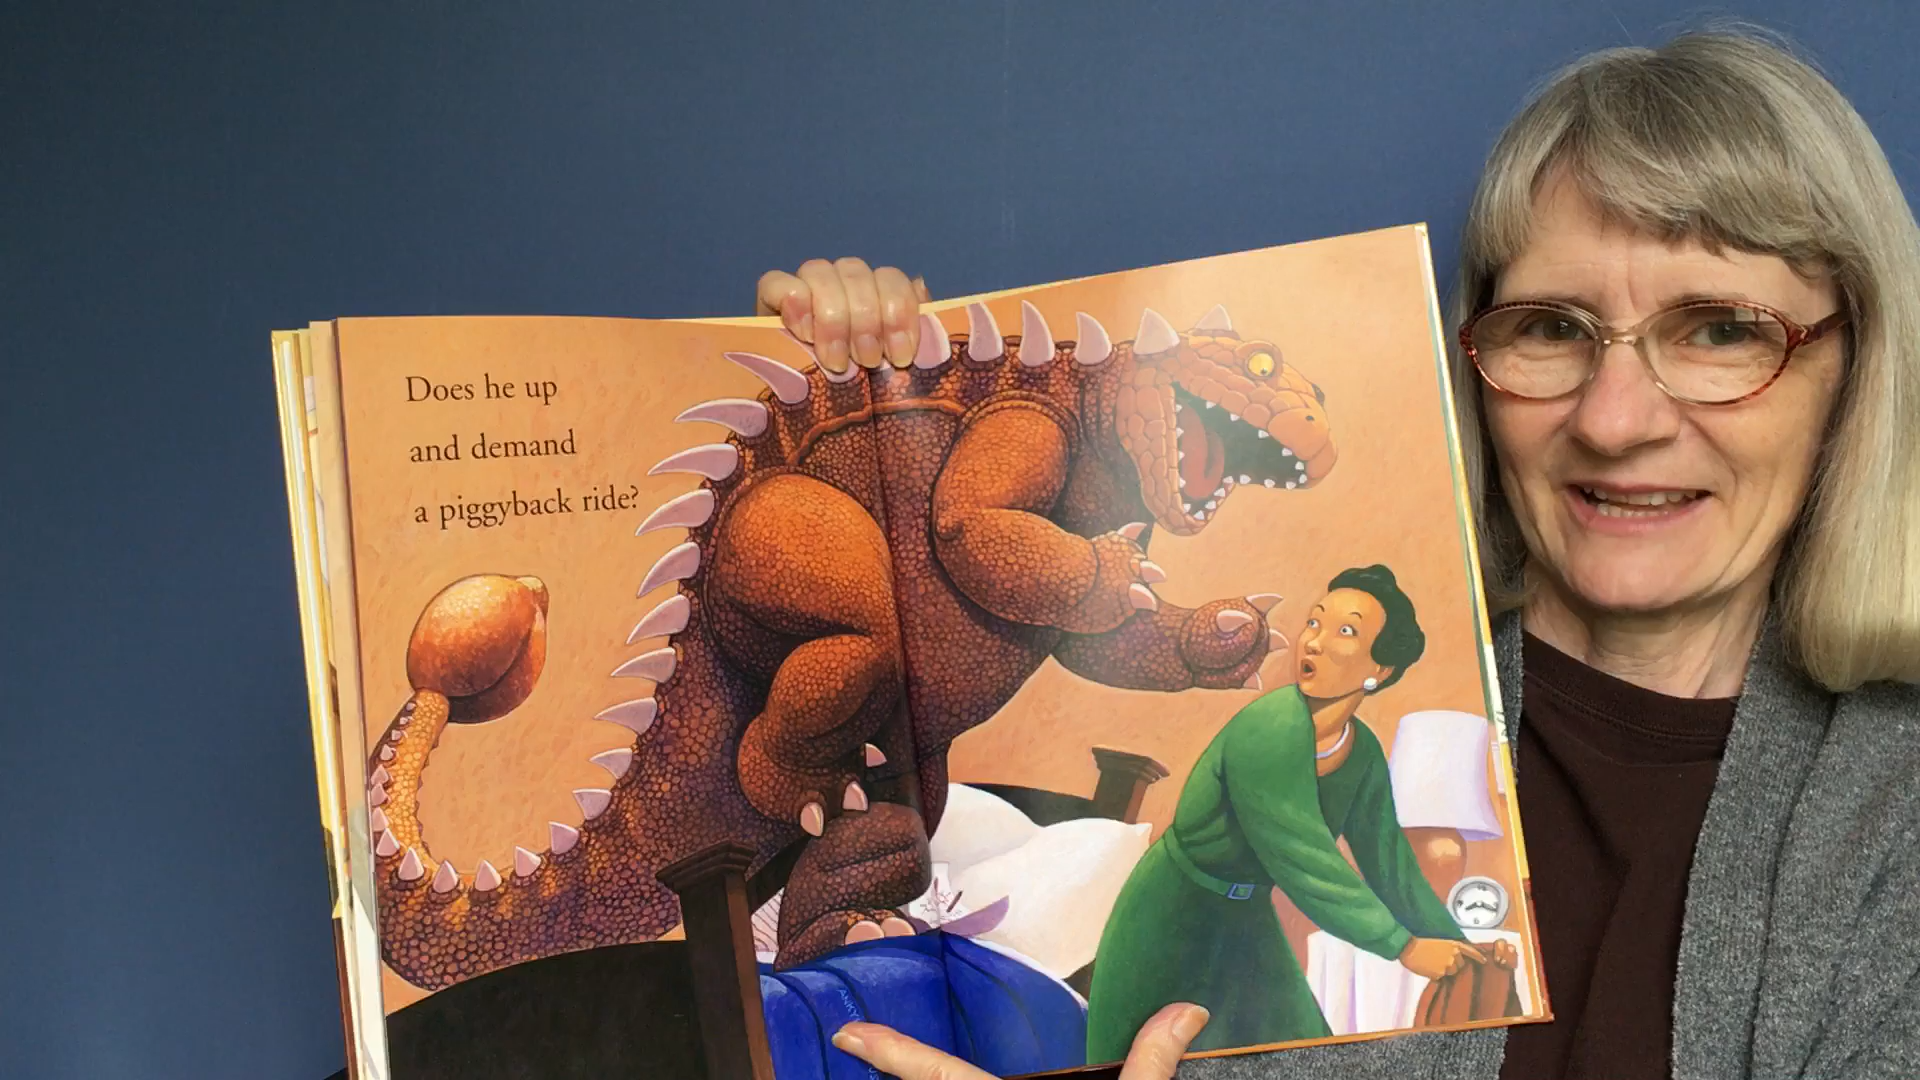 Does he up
and demand
a piggyback ride?